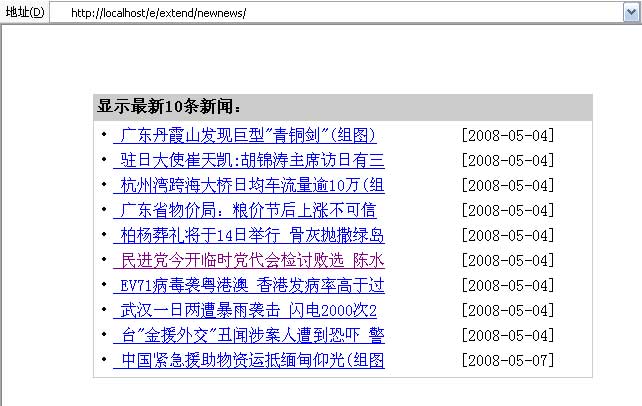 地址(D) http://localhost/e/extend/newnews/
显示最新10条新闻：
· 广东丹霞山发现巨型"青铜剑"(组图) [2008-05-04]
· 驻日大使崔天凯:胡锦涛主席访日有三 [2008-05-04]
· 杭州湾跨海大桥日均车流量逾10万(组 [2008-05-04]
· 广东省物价局：粮价节后上涨不可信 [2008-05-04]
· 柏杨葬礼将于14日举行 骨灰抛撒绿岛 [2008-05-04]
· 民进党今开临时党代会检讨败选 陈水 [2008-05-04]
· EV71病毒袭粤港澳 香港发病率高于过 [2008-05-04]
· 武汉一日两遭暴雨袭击 闪电2000次2 [2008-05-04]
· 台"金援外交"丑闻涉案人遭到恐吓 警 [2008-05-04]
· 中国紧急援助物资运抵缅甸仰光(组图 [2008-05-07]